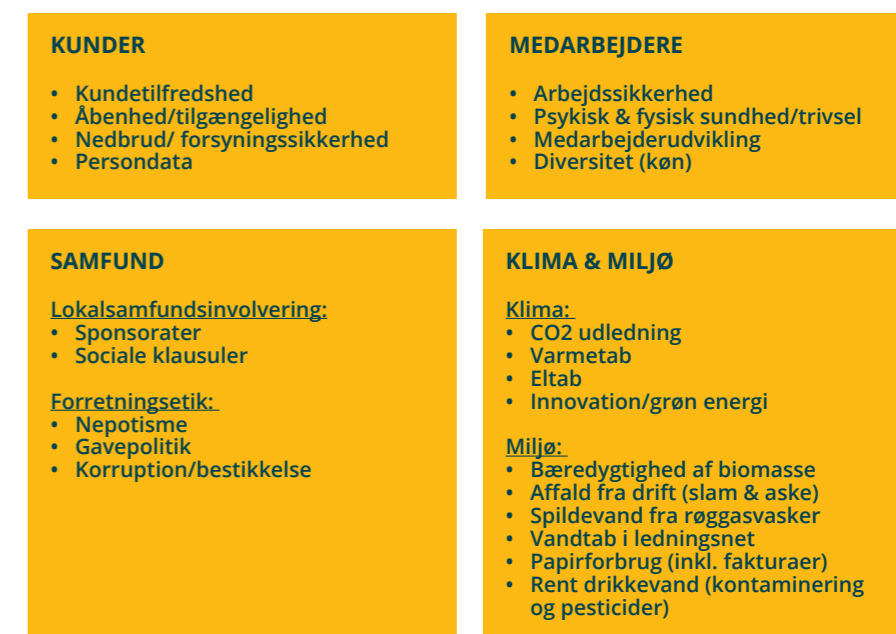 KUNDER
• Kundetilfredshed
• Åbenhed/tilgængelighed
• Nedbrud/ forsyningssikkerhed
• Persondata
MEDARBEJDERE
• Arbejdssikkerhed
• Psykisk & fysisk sundhed/trivsel
• Medarbejderudvikling
• Diversitet (køn)
SAMFUND
Lokalsamfundsinvolvering:
• Sponsorater
• Sociale klausuler
Forretningsetik:
• Nepotisme
• Gavepolitik
• Korruption/bestikkelse
KLIMA & MILJØ
Klima:
• CO2 udledning
• Varmetab
• Eltab
• Innovation/grøn energi
Miljø:
• Bæredygtighed af biomasse
• Affald fra drift (slam & aske)
• Spildevand fra røggasvasker
• Vandtab i ledningsnet
• Papirforbrug (inkl. fakturaer)
• Rent drikkevand (kontaminering
og pesticider)